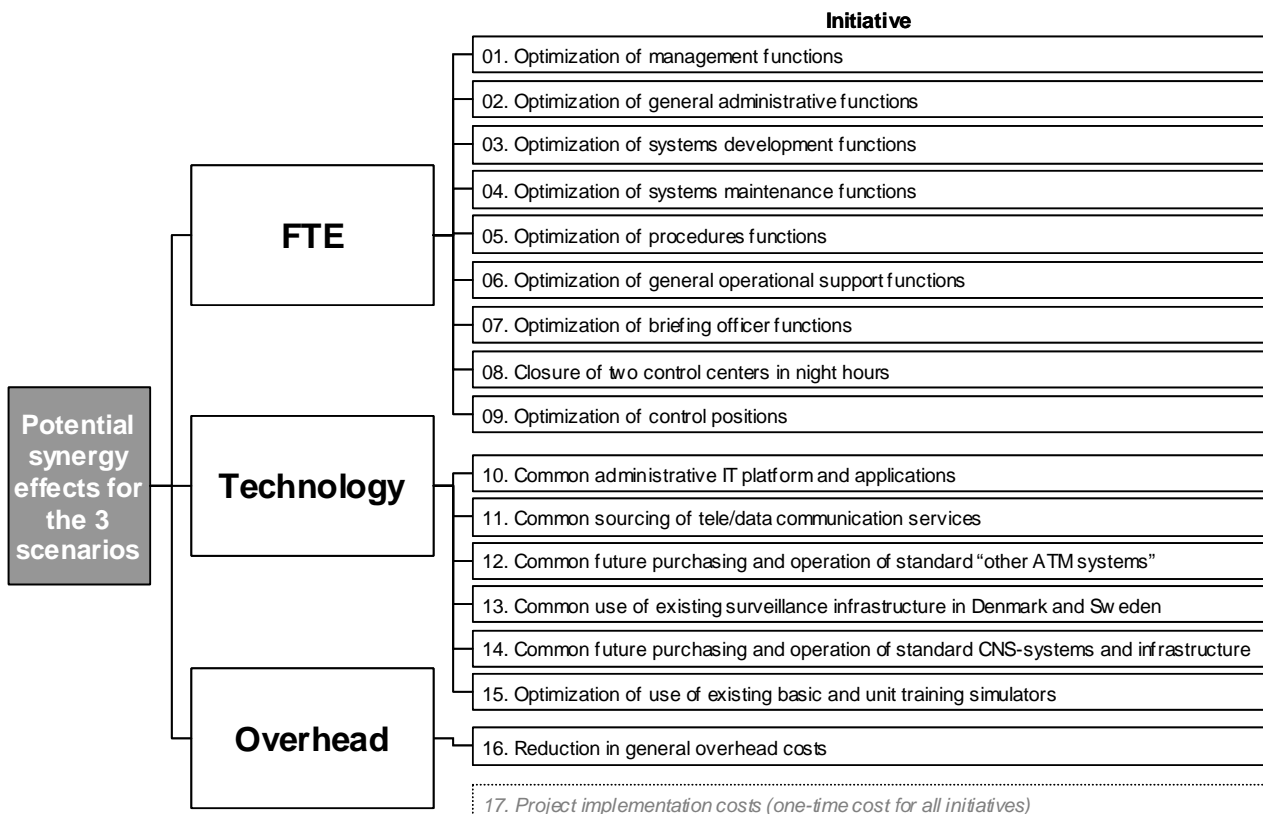 Initiative
Potential
synergy
effects for
the 3
scenarios
FTE
01. Optimization of management functions
02. Optimization of general administrative functions
03. Optimization of systems development functions
04. Optimization of systems maintenance functions
05. Optimization of procedures functions
06. Optimization of general operational support functions
07. Optimization of briefing officer functions
08. Closure of two control centers in night hours
09. Optimization of control positions
Technology
10. Common administrative IT platform and applications
11. Common sourcing of tele/data communication services
12. Common future purchasing and operation of standard “other ATM systems”
13. Common use of existing surveillance infrastructure in Denmark and Sweden
14. Common future purchasing and operation of standard CNS-systems and infrastructure
15. Optimization of use of existing basic and unit training simulators
Overhead
16. Reduction in general overhead costs
17. Project implementation costs (one-time cost for all initiatives)